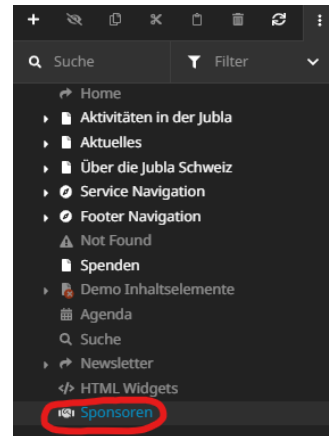 Suche Filter
Home
Aktivitäten in der Jubla
Aktuelles
Über die Jubla Schweiz
Service Navigation
Footer Navigation
Not Found
Spenden
Demo Inhaltselemente
Agenda
Suche
Newsletter
HTML Widgets
Sponsoren